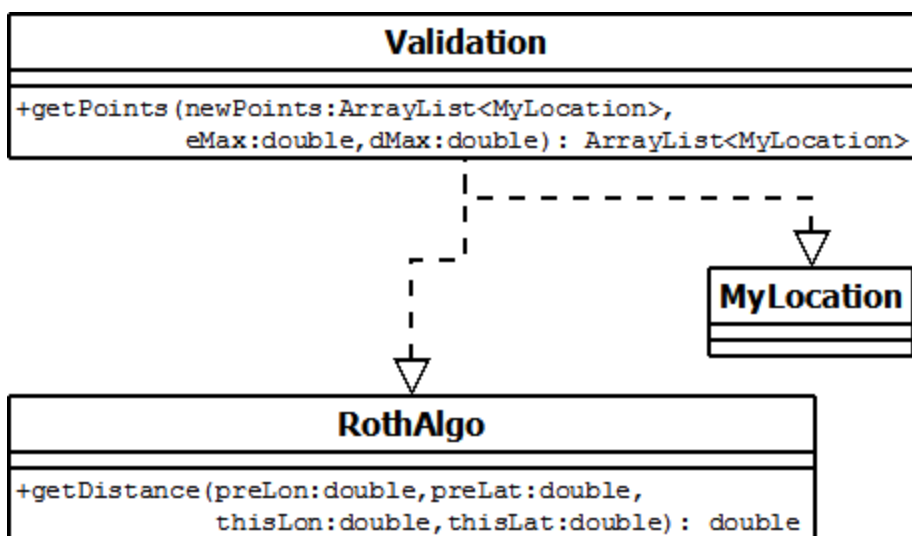 Validation
+getPoints(newPoints:ArrayList<MyLocation>,
eMax:double,dMax:double): ArrayList<MyLocation>
MyLocation
RothAlgo
+getDistance(preLon:double,preLat:double,
thisLon:double,thisLat:double): double